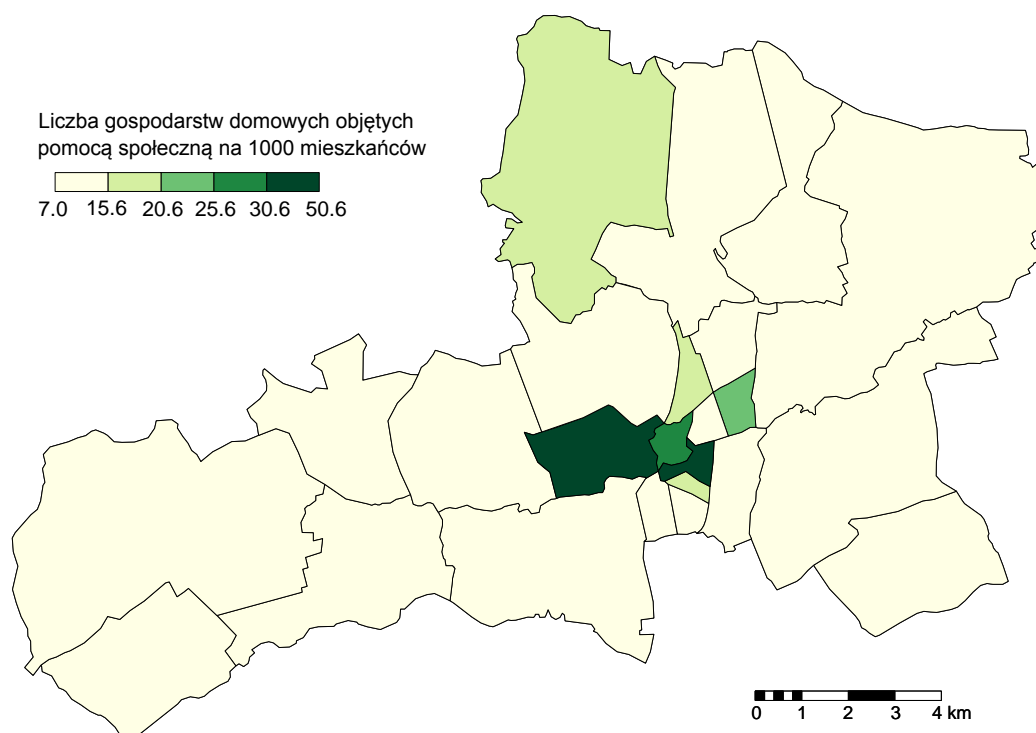 Liczba gospodarstw domowych objętych
pomocą społeczną na 1000 mieszkańców
7.0 15.6 20.6 25.6 30.6 50.6
0 1 2 3 4 km